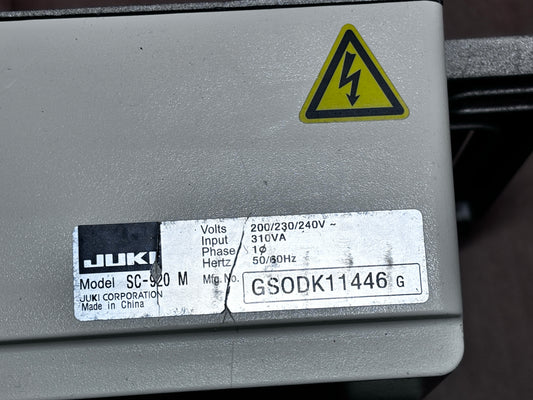 JUKI
Model SC-920 M
JUKI CORPORATION
Made in China
Volts 200/230/240V ~
Input 310VA
Phase 1ø
Hertz 50/60Hz
Mfg. No. GSODK11446 G